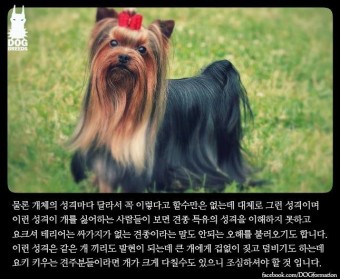 DOG
물론 개체의 성격마다 달라서 꼭 이렇다고 할수만은 없는데 대체로 그런 성격이며
이런 성격이 개를 싫어하는 사람들이 보면 견종 특유의 성격을 이해하지 못하고
요크셔 테리어는 싸가지가 없는 견종이라는 말도 안되는 오해를 불러오기도 합니다.
이런 성격은 같은 개 끼리도 발현이 되는데 큰 개에게 겁없이 짖고 덤비기도 하는데
요키 키우는 견주분들이라면 개가 크게 다칠수도 있으니 조심하셔야 할 것 입니다.
facebook.com/DOGformation